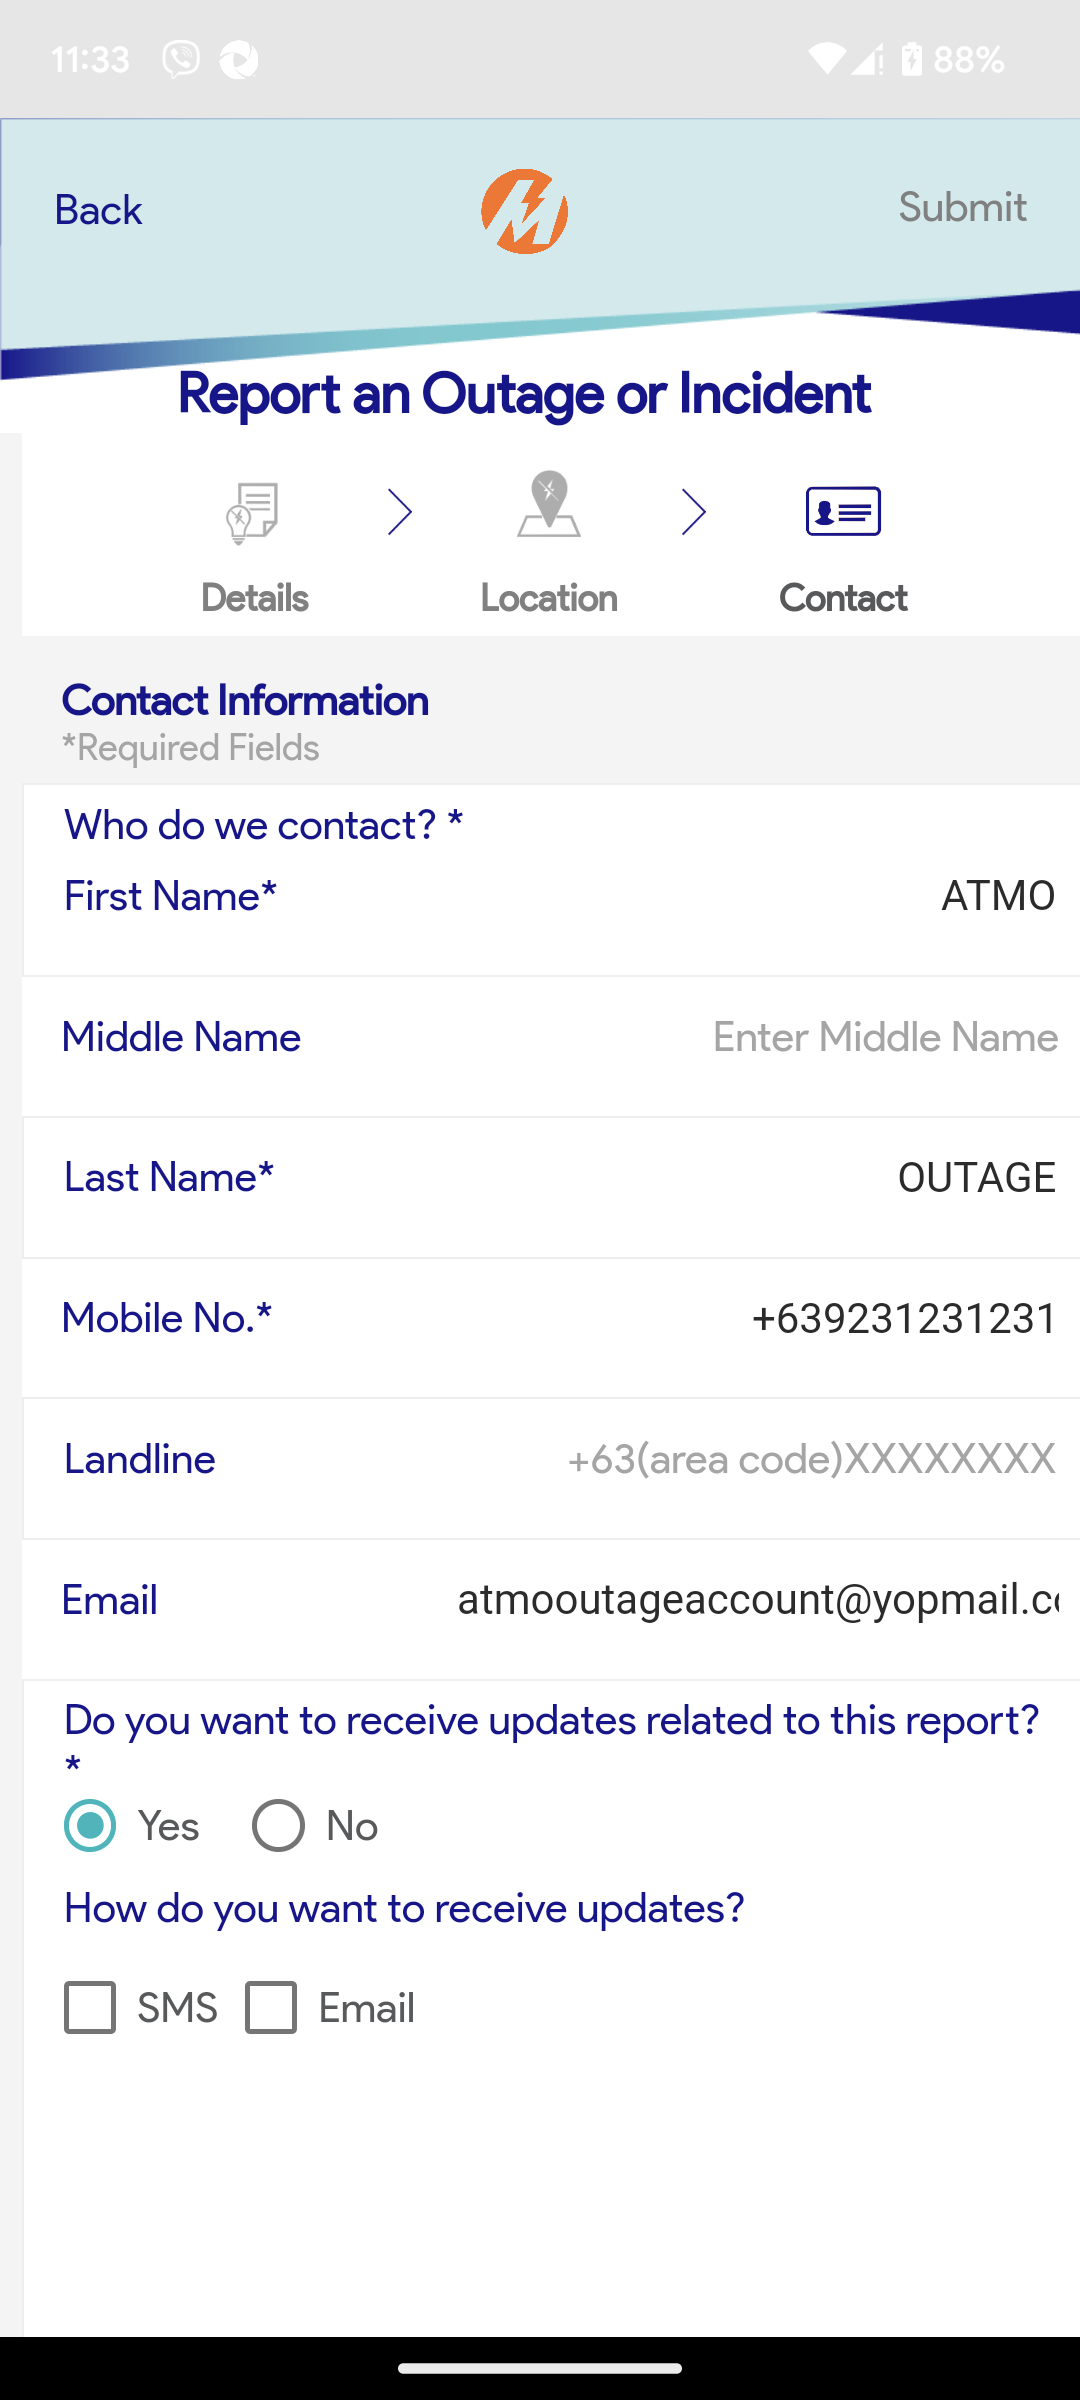 11:33
88%
Back
Submit
Report an Outage or Incident
Details
Location
Contact
Contact Information
*Required Fields
Who do we contact? *
First Name*
ATMO
Middle Name
Enter Middle Name
Last Name*
OUTAGE
Mobile No.*
+639231231231
Landline
+63(area code)XXXXXXXX
Email
atmooutageaccount@yopmail.co
Do you want to receive updates related to this report?
*
Yes
No
How do you want to receive updates?
SMS
Email